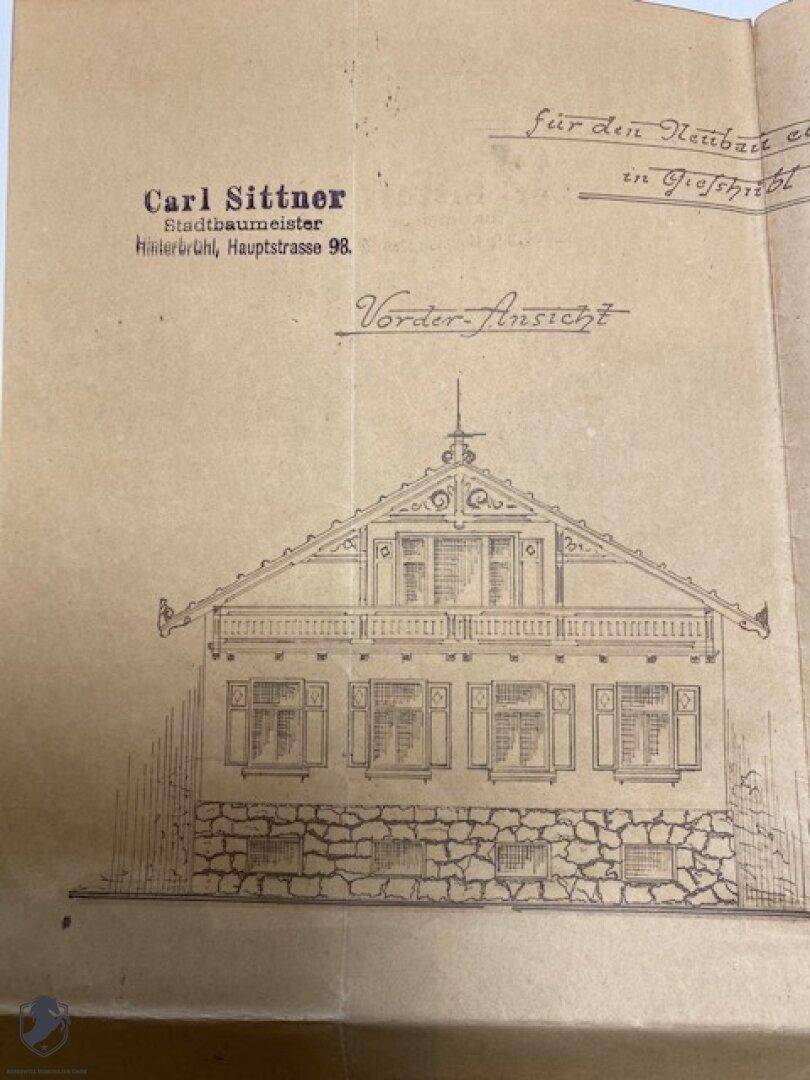 für den Neubau
in Giesshübl
Carl Sittner
Stadtbaumeister
Hinterbrühl, Hauptstrasse 98.
Vorder-Ansicht